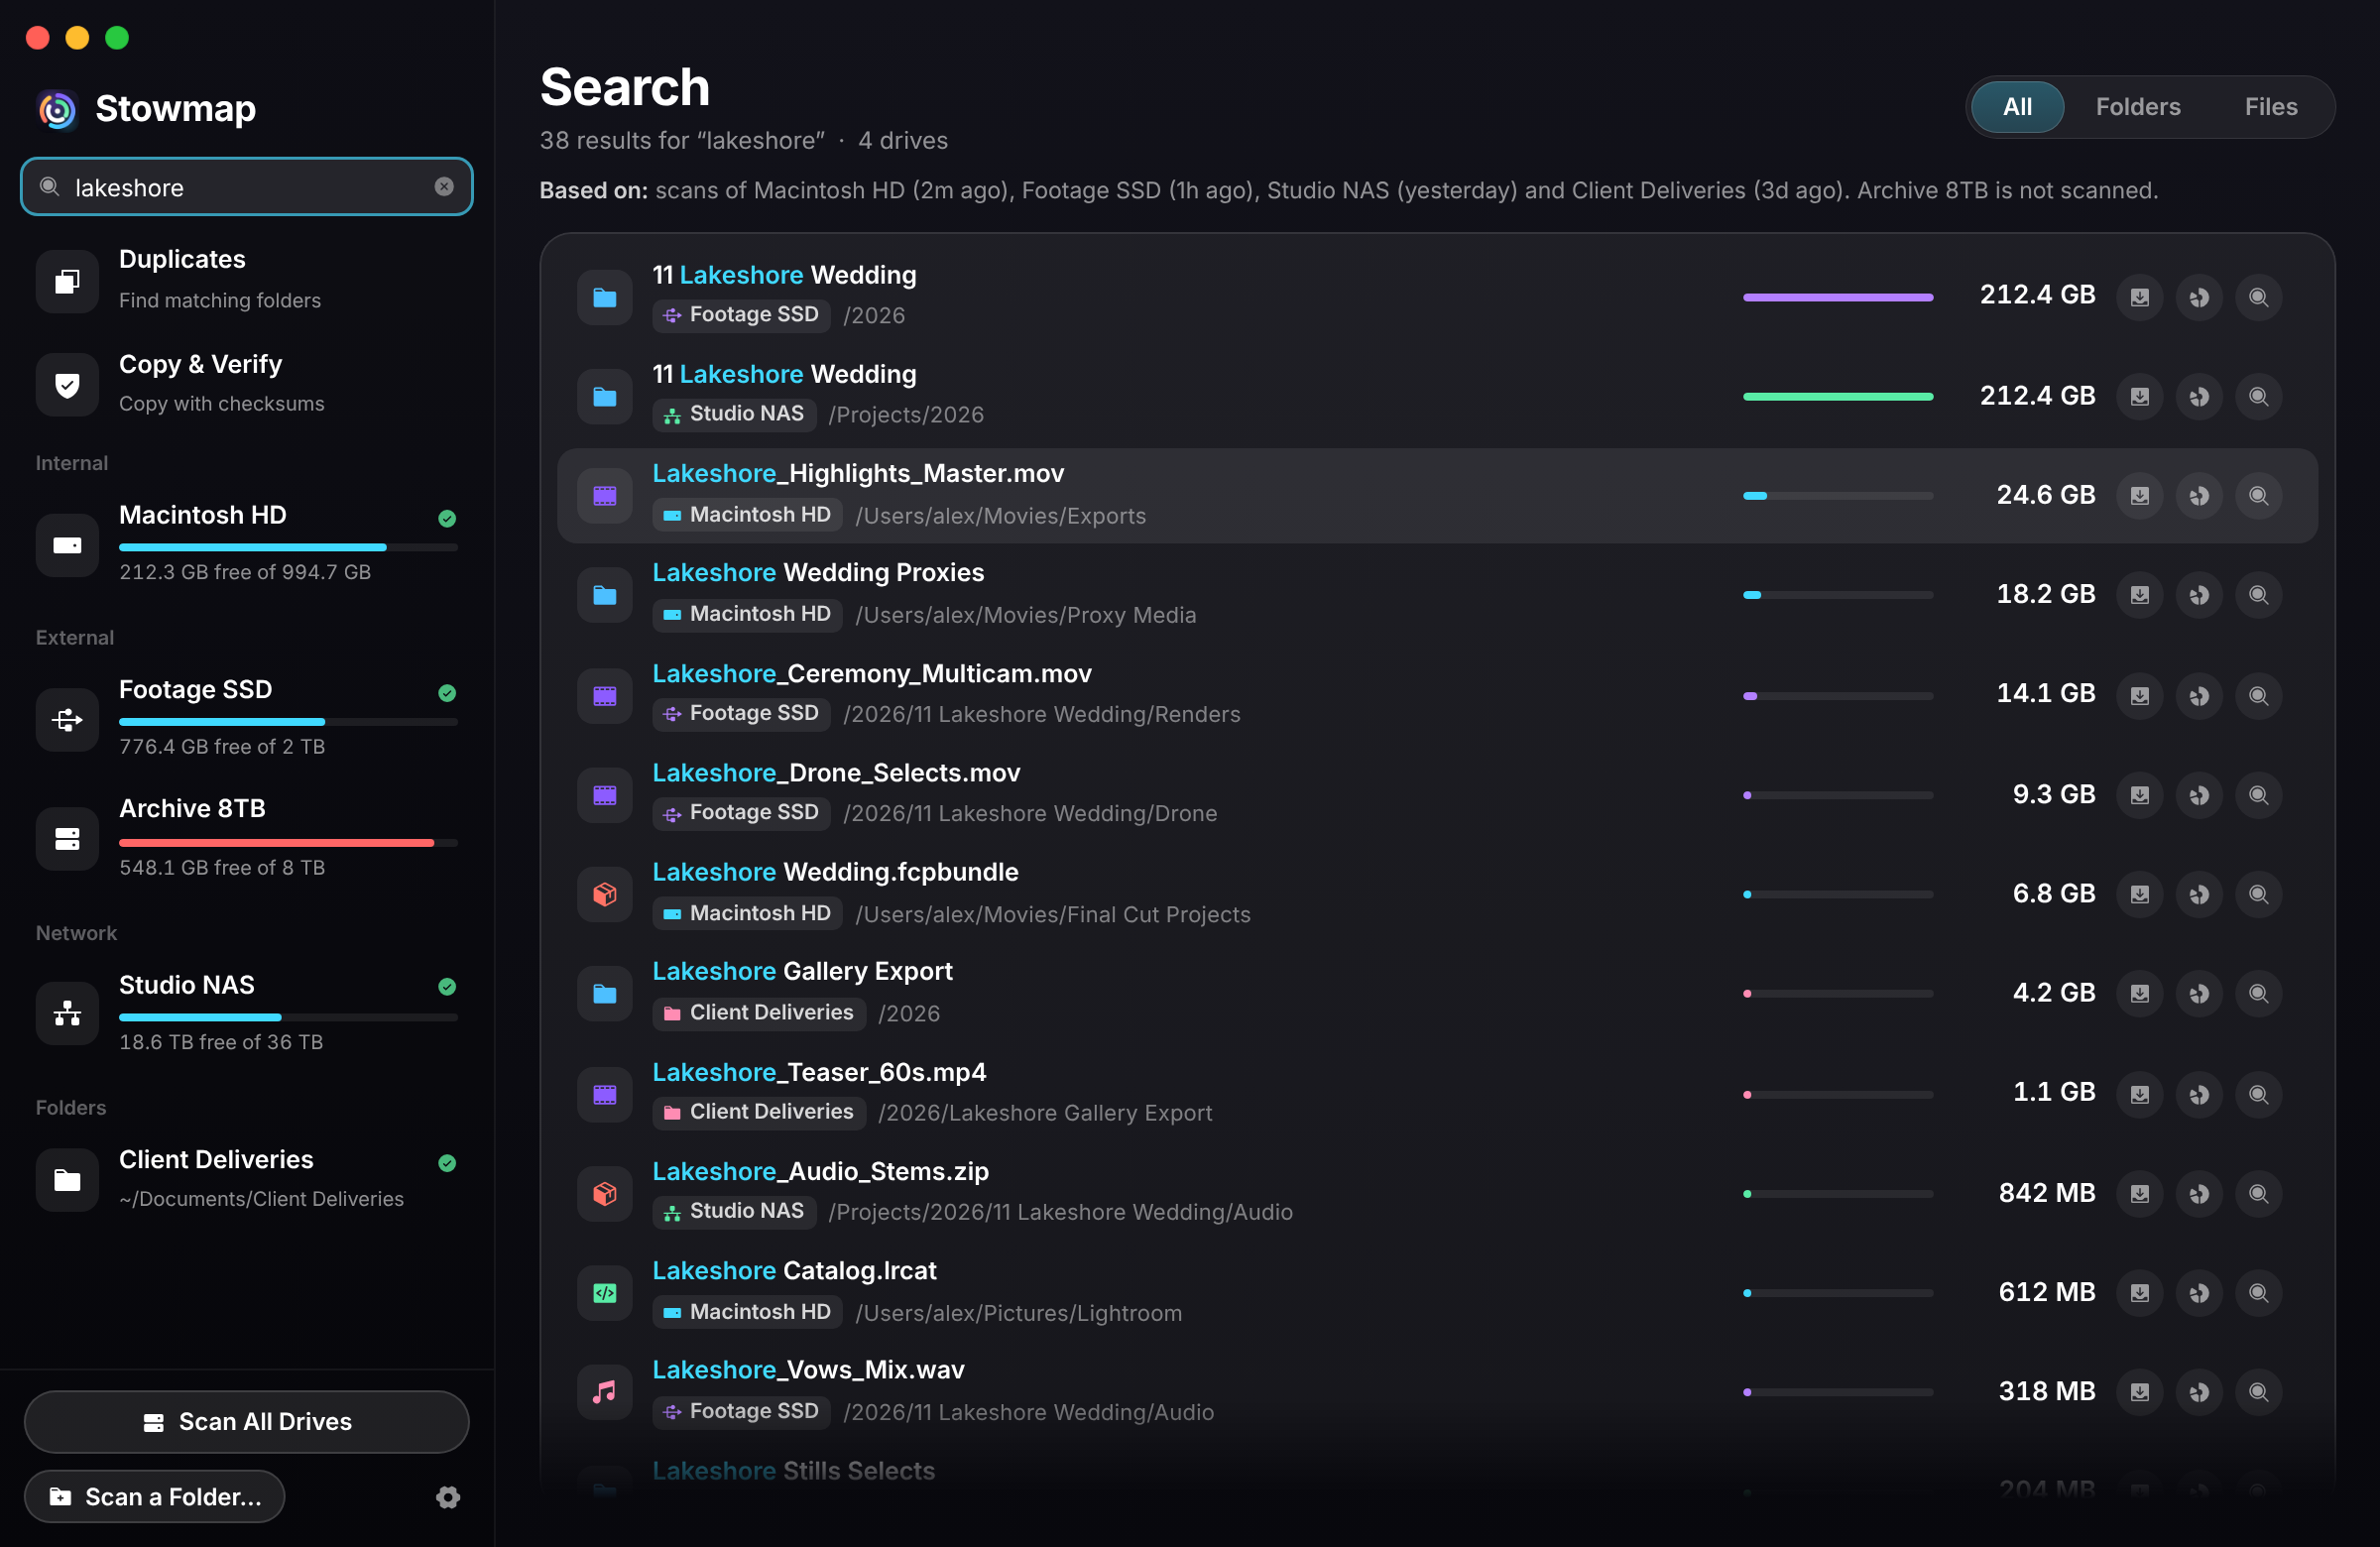 Stowmap
lakeshore
Duplicates
Find matching folders
Copy & Verify
Copy with checksums
Internal
Macintosh HD
212.3 GB free of 994.7 GB
External
Footage SSD
776.4 GB free of 2 TB
Archive 8TB
548.1 GB free of 8 TB
Network
Studio NAS
18.6 TB free of 36 TB
Folders
Client Deliveries
~/Documents/Client Deliveries
Scan All Drives
Scan a Folder...
Search
38 results for “lakeshore” · 4 drives
All Folders Files
Based on: scans of Macintosh HD (2m ago), Footage SSD (1h ago), Studio NAS (yesterday) and Client Deliveries (3d ago). Archive 8TB is not scanned.
11 Lakeshore Wedding
Footage SSD /2026
212.4 GB
11 Lakeshore Wedding
Studio NAS /Projects/2026
212.4 GB
Lakeshore_Highlights_Master.mov
Macintosh HD /Users/alex/Movies/Exports
24.6 GB
Lakeshore Wedding Proxies
Macintosh HD /Users/alex/Movies/Proxy Media
18.2 GB
Lakeshore_Ceremony_Multicam.mov
Footage SSD /2026/11 Lakeshore Wedding/Renders
14.1 GB
Lakeshore_Drone_Selects.mov
Footage SSD /2026/11 Lakeshore Wedding/Drone
9.3 GB
Lakeshore Wedding.fcpbundle
Macintosh HD /Users/alex/Movies/Final Cut Projects
6.8 GB
Lakeshore Gallery Export
Client Deliveries /2026
4.2 GB
Lakeshore_Teaser_60s.mp4
Client Deliveries /2026/Lakeshore Gallery Export
1.1 GB
Lakeshore_Audio_Stems.zip
Studio NAS /Projects/2026/11 Lakeshore Wedding/Audio
842 MB
Lakeshore Catalog.lrcat
Macintosh HD /Users/alex/Pictures/Lightroom
612 MB
Lakeshore_Vows_Mix.wav
Footage SSD /2026/11 Lakeshore Wedding/Audio
318 MB
Lakeshore Stills Selects
204 MB